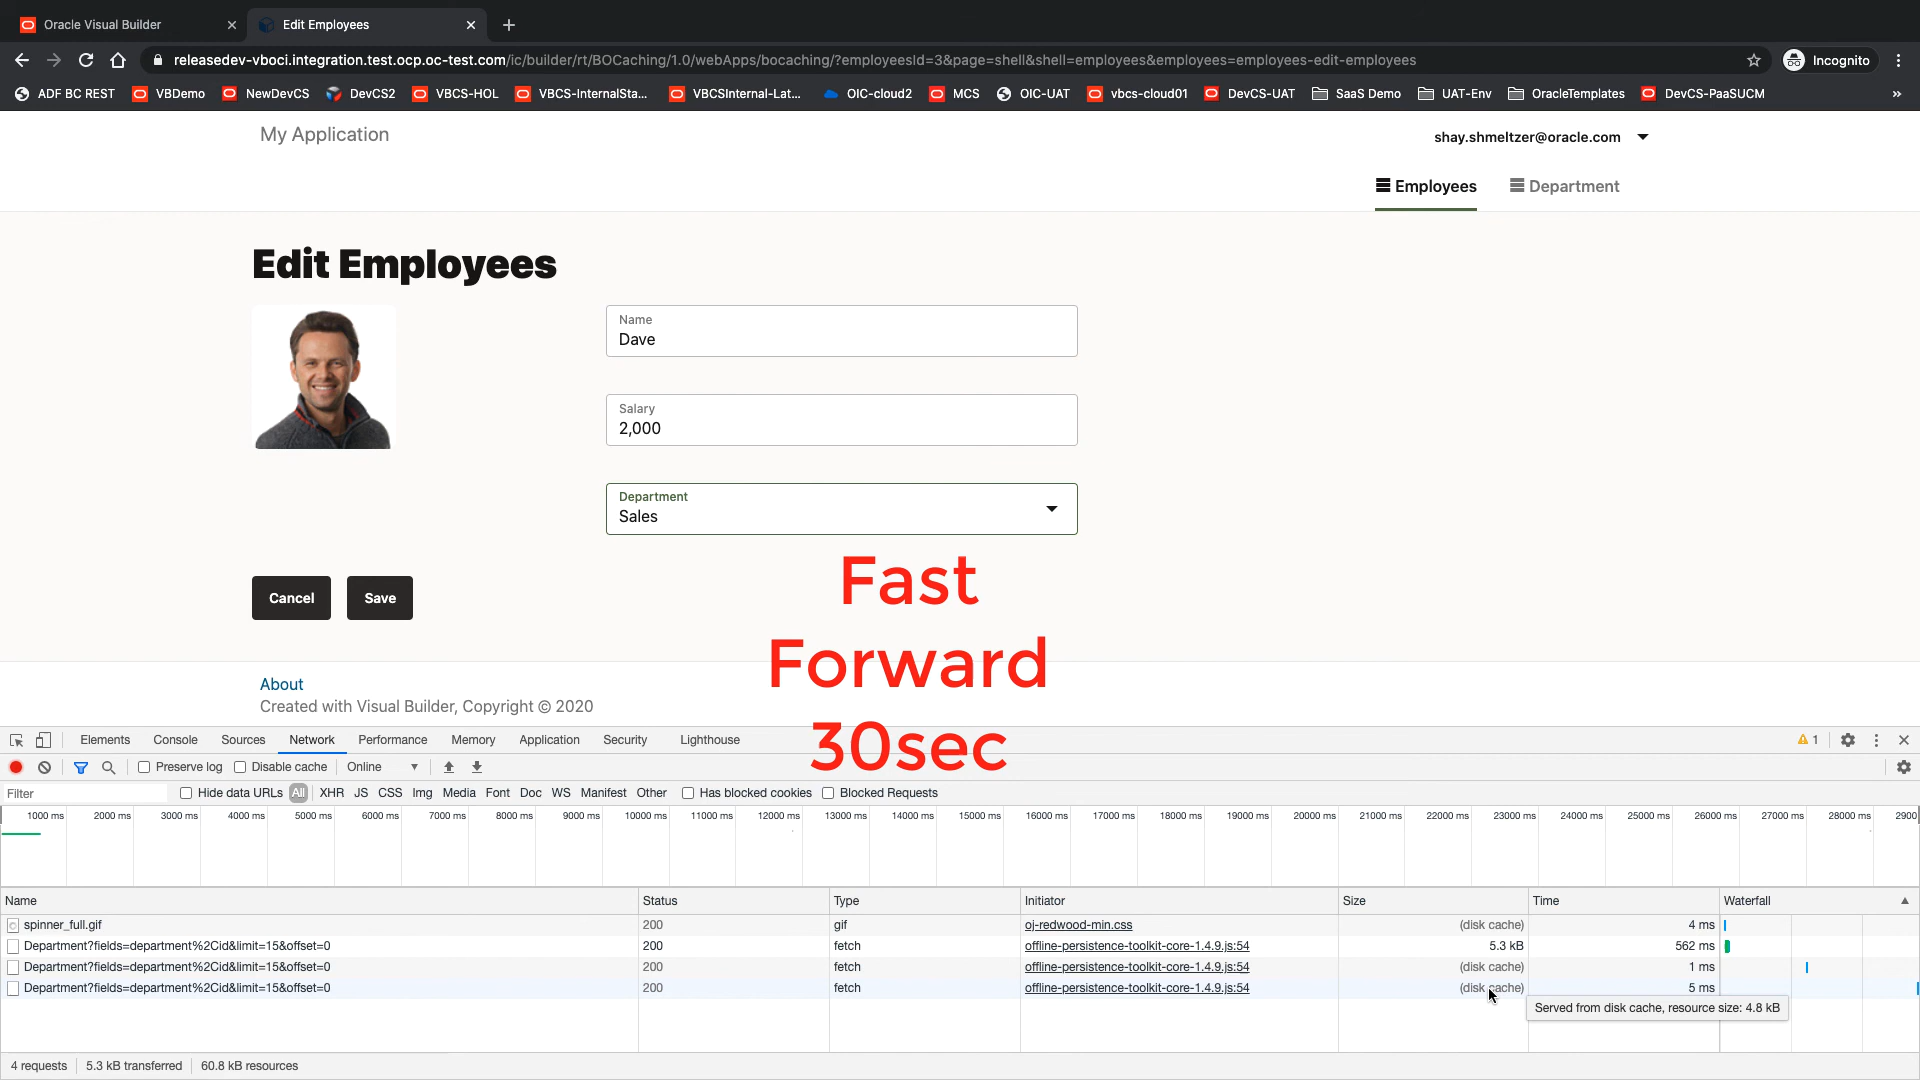 Oracle Visual Builder
Edit Employees
releasedev-vboci.integration.test.ocp.oc-test.com/ic/builder/rt/BOCaching/1.0/webApps/bocaching/?employeesId=3&page=shell&shell=employees&employees=employees-edit-employees
Incognito
ADF BC REST VBDemo NewDevCS DevCS2 VBCS-HOL VBCS-InternalSta... VBCSInternal-Lat... OIC-cloud2 MCS OIC-UAT vbcs-cloud01 DevCS-UAT SaaS Demo UAT-Env OracleTemplates DevCS-PaaSUCM »
My Application
shay.shmeltzer@oracle.com
Employees Department
Edit Employees
Name
Dave
Salary
2,000
Department
Sales
Cancel Save
Fast
Forward
30sec
About
Created with Visual Builder, Copyright © 2020
Elements Console Sources Network Performance Memory Application Security Lighthouse 1
Preserve log Disable cache Online
Filter Hide data URLs All XHR JS CSS Img Media Font Doc WS Manifest Other Has blocked cookies Blocked Requests
1000 ms 2000 ms 3000 ms 4000 ms 5000 ms 6000 ms 7000 ms 8000 ms 9000 ms 10000 ms 11000 ms 12000 ms 13000 ms 14000 ms 15000 ms 16000 ms 17000 ms 18000 ms 19000 ms 20000 ms 21000 ms 22000 ms 23000 ms 24000 ms 25000 ms 26000 ms 27000 ms 28000 ms 2900
Name Status Type Initiator Size Time Waterfall
spinner_full.gif 200 gif oj-redwood-min.css (disk cache) 4 ms
Department?fields=department%2Cid&limit=15&offset=0 200 fetch offline-persistence-toolkit-core-1.4.9.js:54 5.3 kB 562 ms
Department?fields=department%2Cid&limit=15&offset=0 200 fetch offline-persistence-toolkit-core-1.4.9.js:54 (disk cache) 1 ms
Department?fields=department%2Cid&limit=15&offset=0 200 fetch offline-persistence-toolkit-core-1.4.9.js:54 (disk cache) 5 ms
Served from disk cache, resource size: 4.8 kB
4 requests 5.3 kB transferred 60.8 kB resources